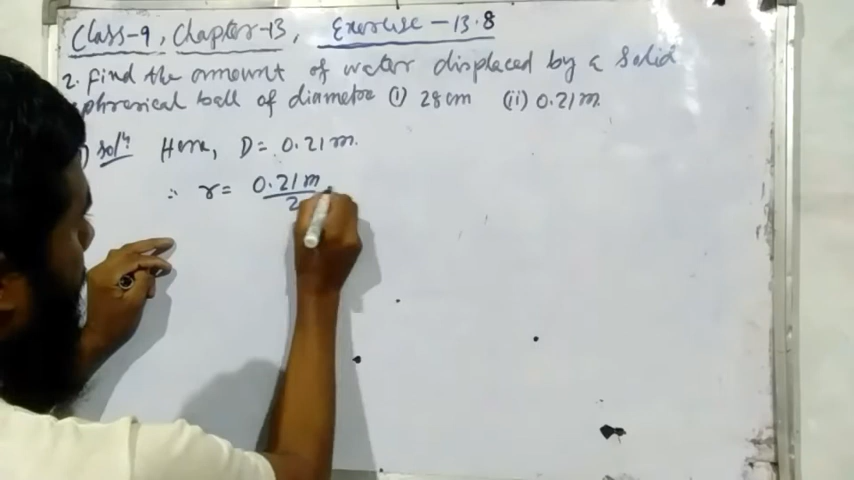 Class-9, Chapter-13, Exercise-13.8
2. Find the amount of water displaced by a Solid
spherical ball of diameter (i) 28cm (ii) 0.21m.
) Solⁿ Here, D = 0.21m.
∴ r = 0.21m / 2